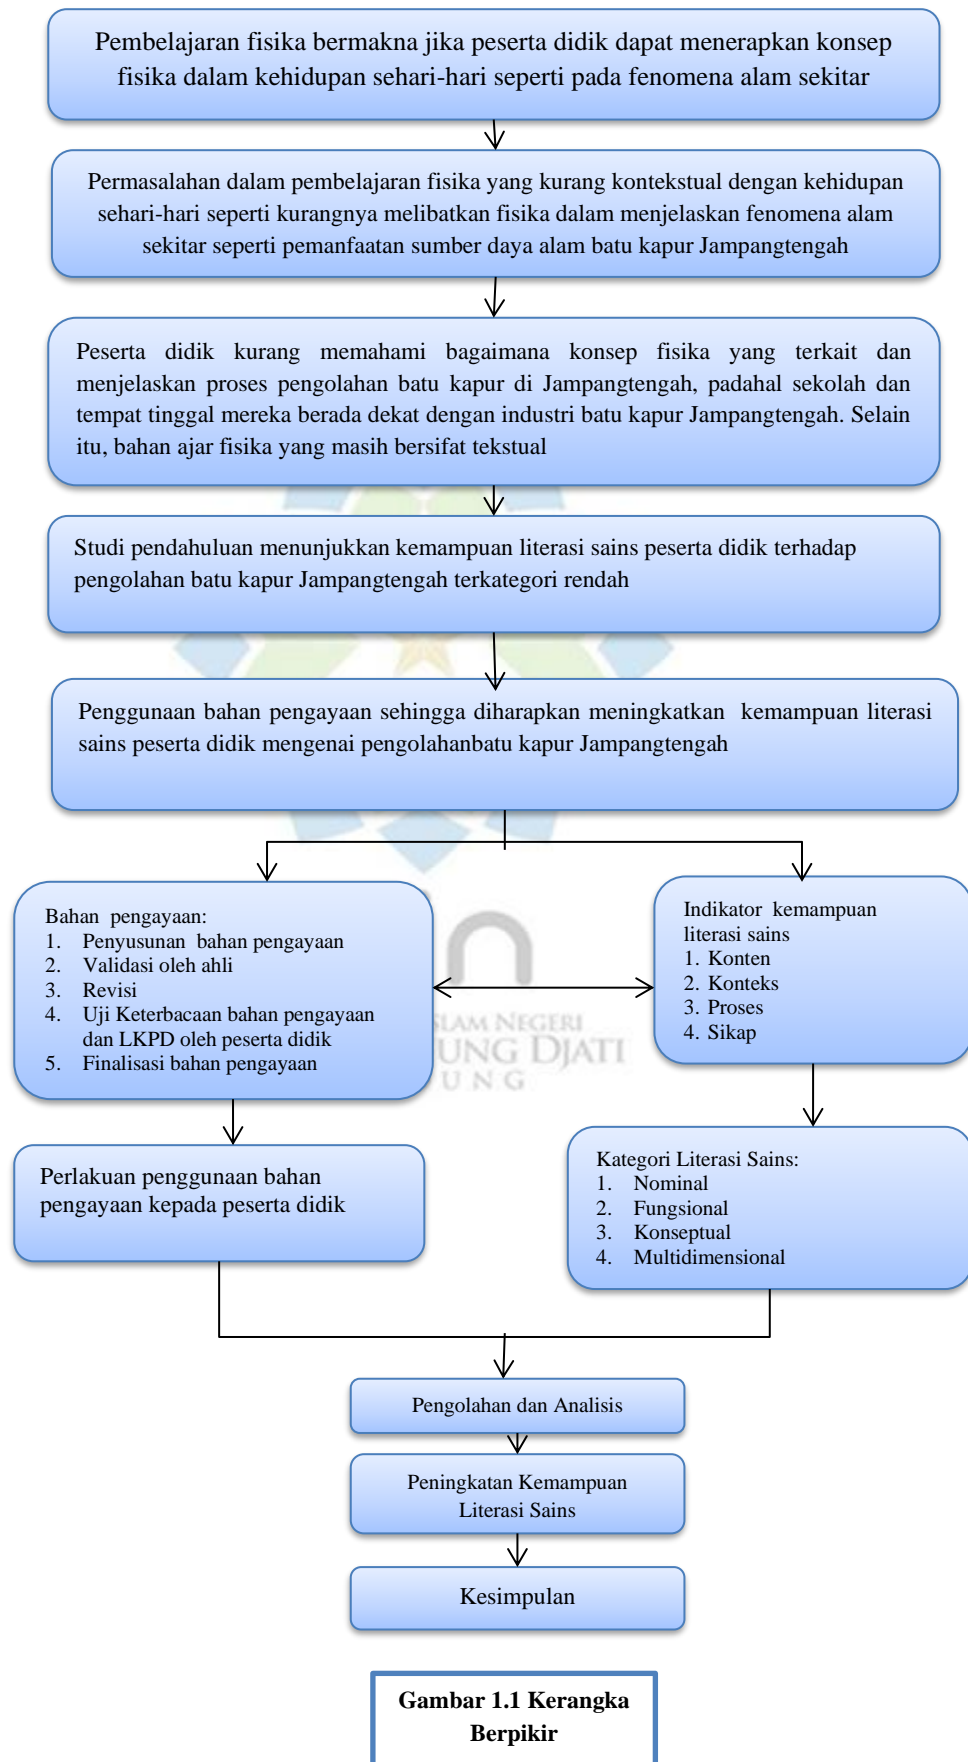 Pembelajaran fisika bermakna jika peserta didik dapat menerapkan konsep
fisika dalam kehidupan sehari-hari seperti pada fenomena alam sekitar
Permasalahan dalam pembelajaran fisika yang kurang kontekstual dengan kehidupan
sehari-hari seperti kurangnya melibatkan fisika dalam menjelaskan fenomena alam
sekitar seperti pemanfaatan sumber daya alam batu kapur Jampangtengah
Peserta didik kurang memahami bagaimana konsep fisika yang terkait dan
menjelaskan proses pengolahan batu kapur di Jampangtengah, padahal sekolah dan
tempat tinggal mereka berada dekat dengan industri batu kapur Jampangtengah. Selain
itu, bahan ajar fisika yang masih bersifat tekstual
Studi pendahuluan menunjukkan kemampuan literasi sains peserta didik terhadap
pengolahan batu kapur Jampangtengah terkategori rendah
Penggunaan bahan pengayaan sehingga diharapkan meningkatkan kemampuan literasi
sains peserta didik mengenai pengolahanbatu kapur Jampangtengah
Bahan pengayaan:
1. Penyusunan bahan pengayaan
2. Validasi oleh ahli
3. Revisi
4. Uji Keterbacaan bahan pengayaan
dan LKPD oleh peserta didik
5. Finalisasi bahan pengayaan
Indikator kemampuan
literasi sains
1. Konten
2. Konteks
3. Proses
4. Sikap
SLAM NEGERI
UNG DJATI
UNG
Perlakuan penggunaan bahan
pengayaan kepada peserta didik
Kategori Literasi Sains:
1. Nominal
2. Fungsional
3. Konseptual
4. Multidimensional
Pengolahan dan Analisis
Peningkatan Kemampuan
Literasi Sains
Kesimpulan
Gambar 1.1 Kerangka
Berpikir